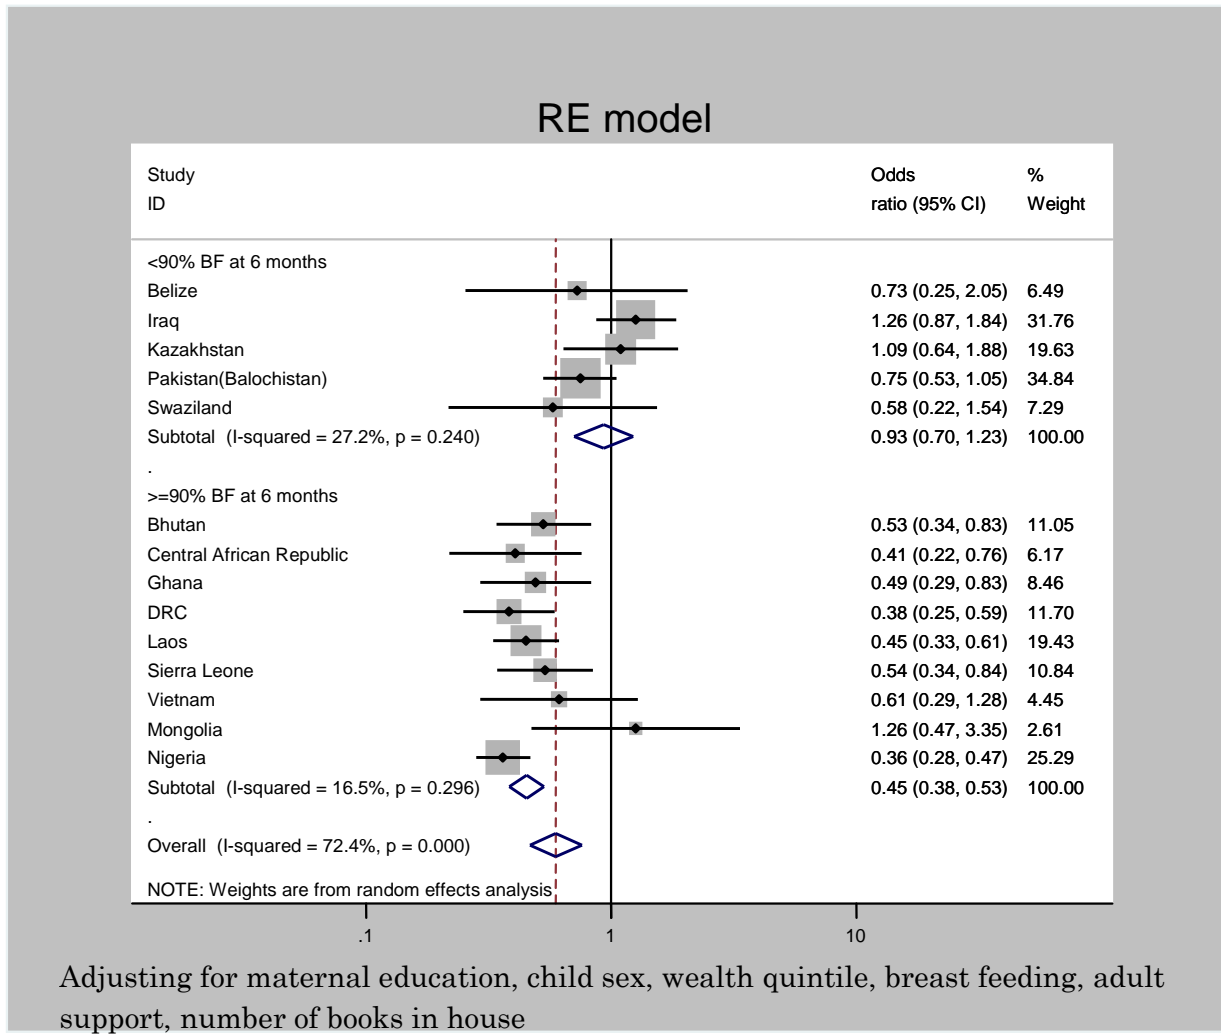 RE model
Study Odds %
ID ratio (95% CI) Weight
<90% BF at 6 months
Belize 0.73 (0.25, 2.05) 6.49
Iraq 1.26 (0.87, 1.84) 31.76
Kazakhstan 1.09 (0.64, 1.88) 19.63
Pakistan(Balochistan) 0.75 (0.53, 1.05) 34.84
Swaziland 0.58 (0.22, 1.54) 7.29
Subtotal (I-squared = 27.2%, p = 0.240) 0.93 (0.70, 1.23) 100.00
.
>=90% BF at 6 months
Bhutan 0.53 (0.34, 0.83) 11.05
Central African Republic 0.41 (0.22, 0.76) 6.17
Ghana 0.49 (0.29, 0.83) 8.46
DRC 0.38 (0.25, 0.59) 11.70
Laos 0.45 (0.33, 0.61) 19.43
Sierra Leone 0.54 (0.34, 0.84) 10.84
Vietnam 0.61 (0.29, 1.28) 4.45
Mongolia 1.26 (0.47, 3.35) 2.61
Nigeria 0.36 (0.28, 0.47) 25.29
Subtotal (I-squared = 16.5%, p = 0.296) 0.45 (0.38, 0.53) 100.00
.
Overall (I-squared = 72.4%, p = 0.000)
NOTE: Weights are from random effects analysis
.1 1 10
Adjusting for maternal education, child sex, wealth quintile, breast feeding, adult
support, number of books in house